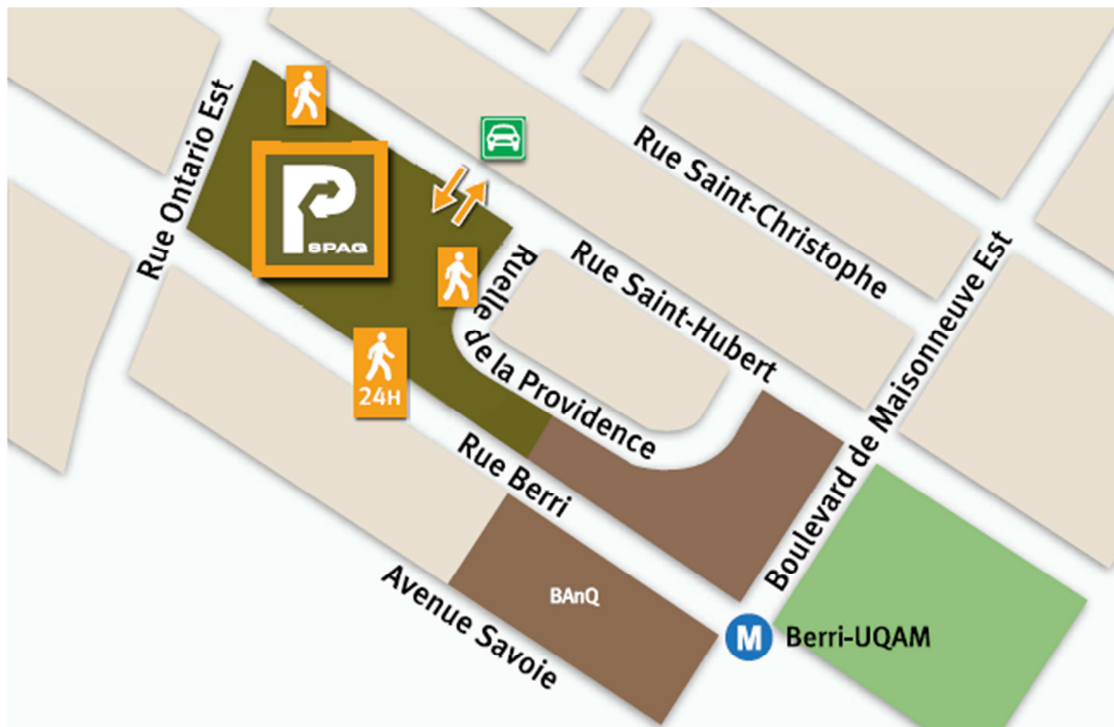 Rue Ontario Est
P
SPAG
24H
Ruelle
de la Providence
Rue Saint-Hubert
Rue Saint-Christophe
Boulevard de Maisonneuve Est
Rue Berri
Avenue Savoie
BAnQ
M Berri-UQAM